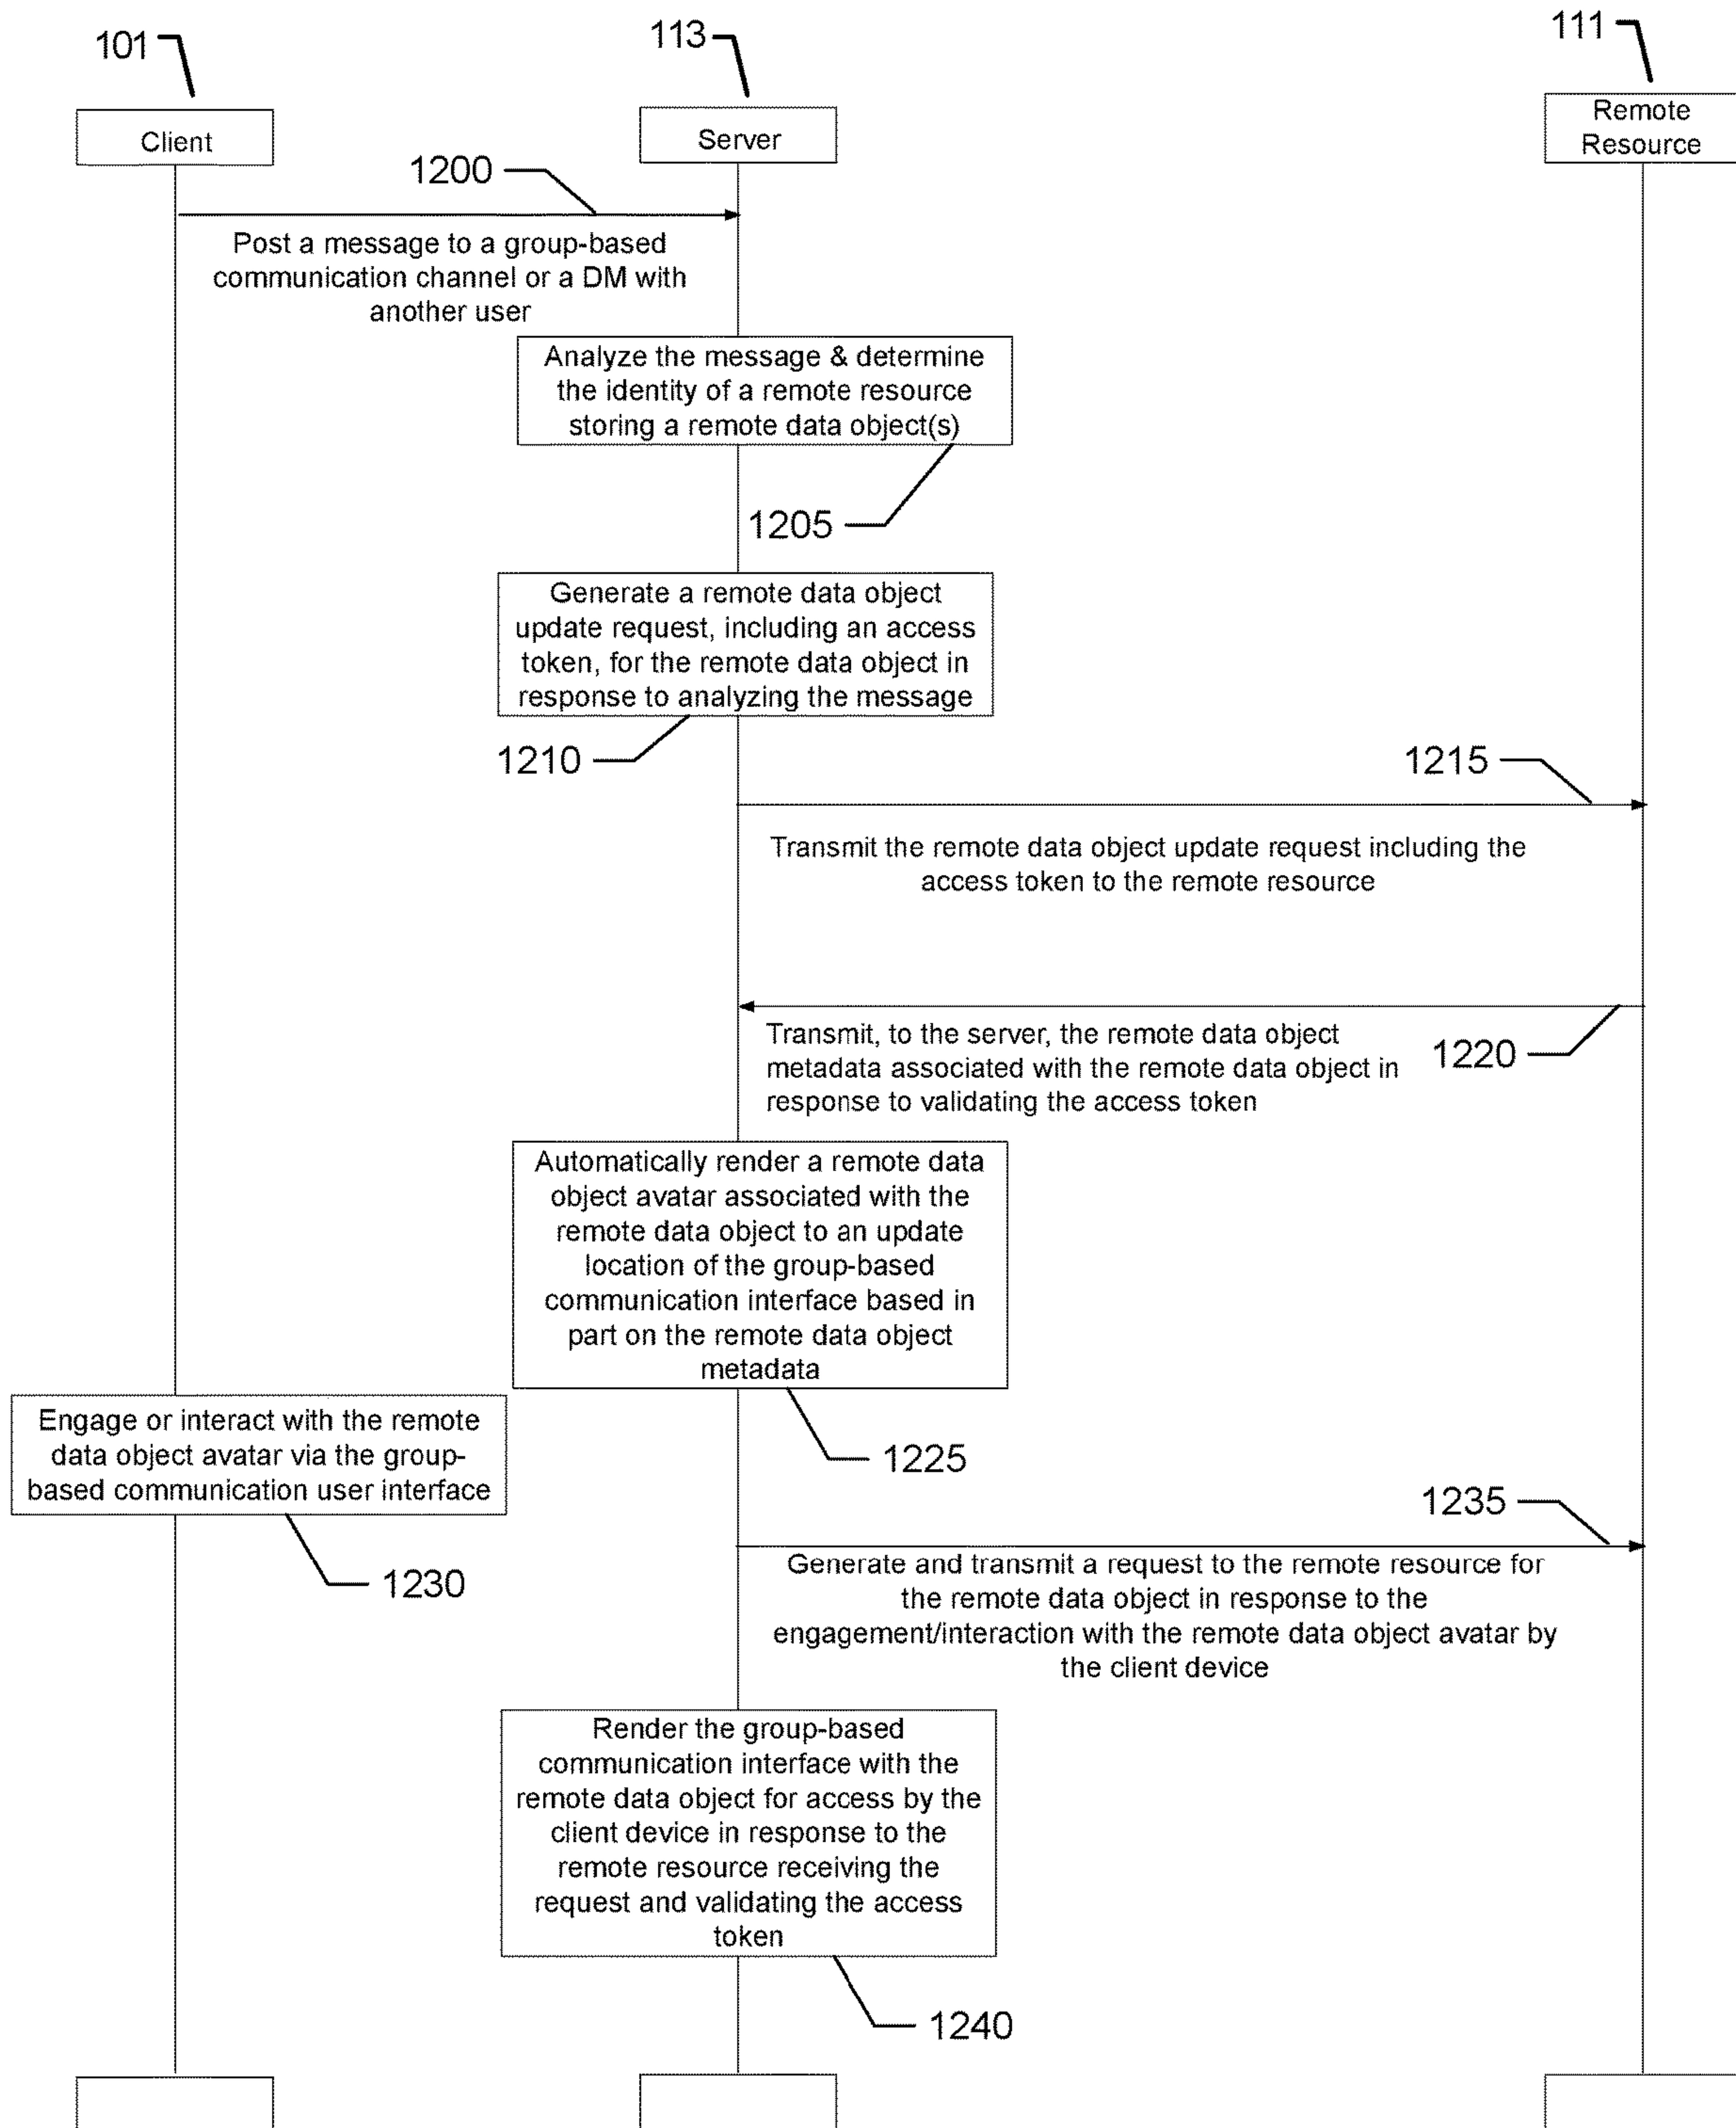 101
113
111
Client
Server
Remote
Resource
1200
Post a message to a group-based
communication channel or a DM with
another user
Analyze the message & determine
the identity of a remote resource
storing a remote data object(s)
1205
Generate a remote data object
update request, including an access
token, for the remote data object in
response to analyzing the message
1210
1215
Transmit the remote data object update request including the
access token to the remote resource
Transmit, to the server, the remote data object
metadata associated with the remote data object in
response to validating the access token
1220
Automatically render a remote data
object avatar associated with the
remote data object to an update
location of the group-based
communication interface based in
part on the remote data object
metadata
1225
Engage or interact with the remote
data object avatar via the group-
based communication user interface
1230
1235
Generate and transmit a request to the remote resource for
the remote data object in response to the
engagement/interaction with the remote data object avatar by
the client device
Render the group-based
communication interface with the
remote data object for access by the
client device in response to the
remote resource receiving the
request and validating the access
token
1240